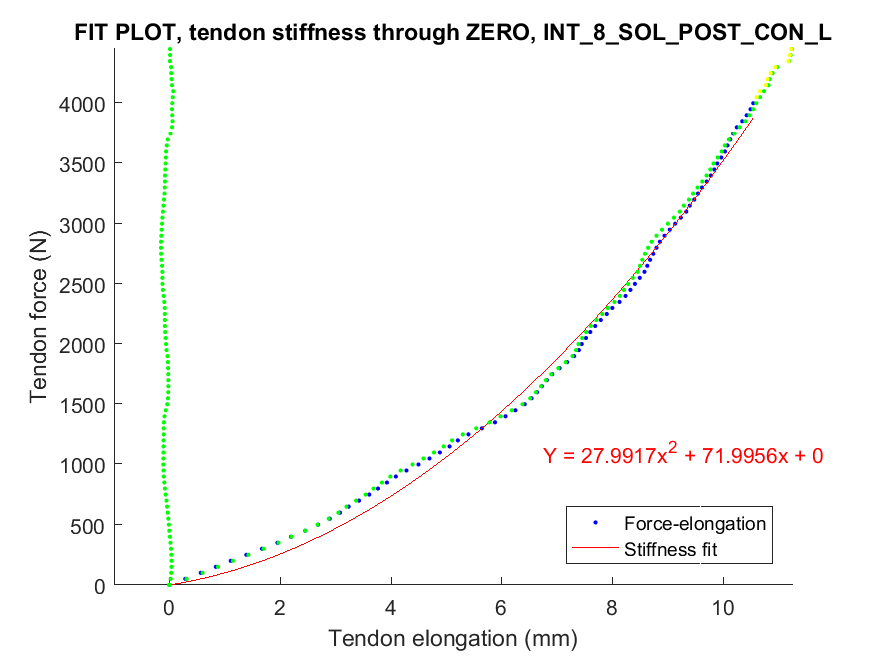 FIT PLOT, tendon stiffness through ZERO, INT_8_SOL_POST_CON_L
4000
3500
3000
2500
2000
1500
1000
500
0
Tendon force (N)
Y = 27.9917x² + 71.9956x + 0
Force-elongation
Stiffness fit
0 2 4 6 8 10
Tendon elongation (mm)